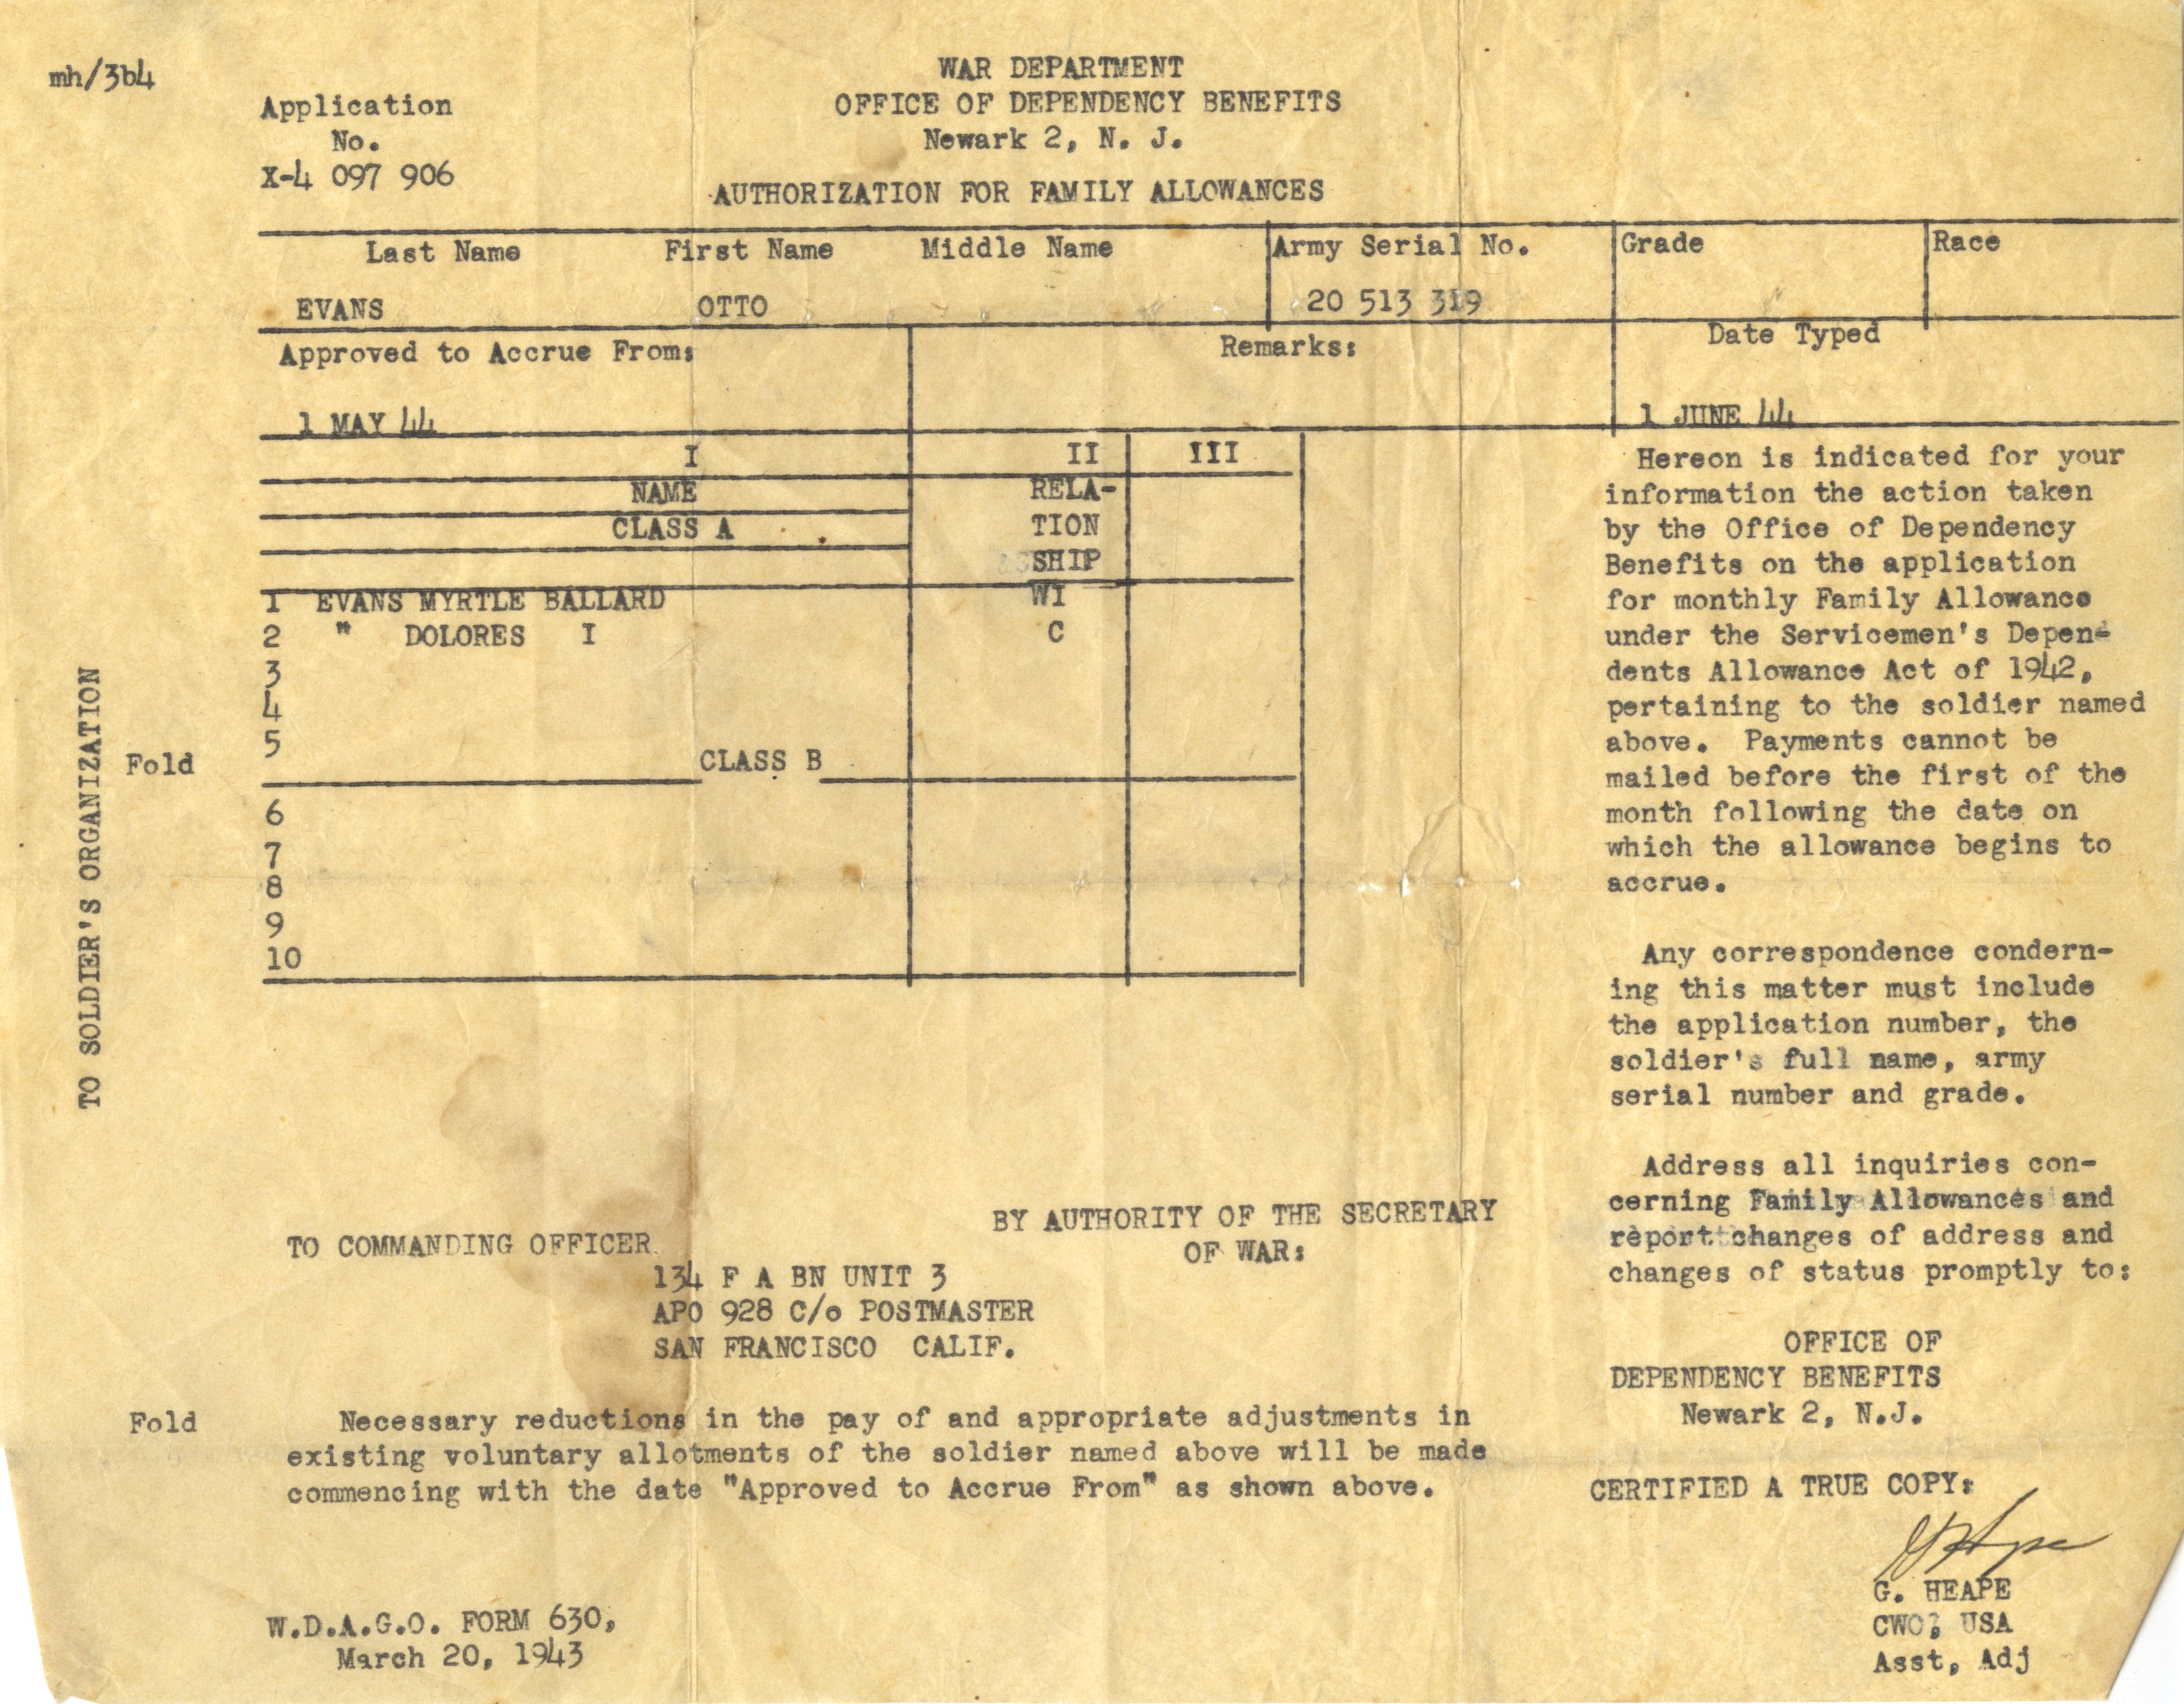 mh/3b4
WAR DEPARTMENT
OFFICE OF DEPENDENCY BENEFITS
Newark 2, N. J.
Application
No.
X-4 097 906
AUTHORIZATION FOR FAMILY ALLOWANCES
Last Name First Name Middle Name Army Serial No. Grade Race
EVANS OTTO 20 513 319
Approved to Accrue From: Remarks: Date Typed
1 MAY 44 1 JUNE 44
I II III
NAME RELA-
CLASS A TION
SHIP
1 EVANS MYRTLE BALLARD WI
2 " DOLORES I C
3
4
5
CLASS B
6
7
8
9
10
TO SOLDIER'S ORGANIZATION
Fold
Hereon is indicated for your
information the action taken
by the Office of Dependency
Benefits on the application
for monthly Family Allowance
under the Servicemen's Depen-
dents Allowance Act of 1942,
pertaining to the soldier named
above. Payments cannot be
mailed before the first of the
month following the date on
which the allowance begins to
accrue.
Any correspondence condern-
ing this matter must include
the application number, the
soldier's full name, army
serial number and grade.
Address all inquiries con-
cerning Family Allowances and
report changes of address and
changes of status promptly to:
OFFICE OF
DEPENDENCY BENEFITS
Newark 2, N.J.
BY AUTHORITY OF THE SECRETARY
OF WAR:
TO COMMANDING OFFICER
134 F A BN UNIT 3
APO 928 C/o POSTMASTER
SAN FRANCISCO CALIF.
Fold
Necessary reductions in the pay of and appropriate adjustments in
existing voluntary allotments of the soldier named above will be made
commencing with the date "Approved to Accrue From" as shown above.
CERTIFIED A TRUE COPY:
G. HEAPE
CWO, USA
Asst, Adj
W.D.A.G.O. FORM 630,
March 20, 1943